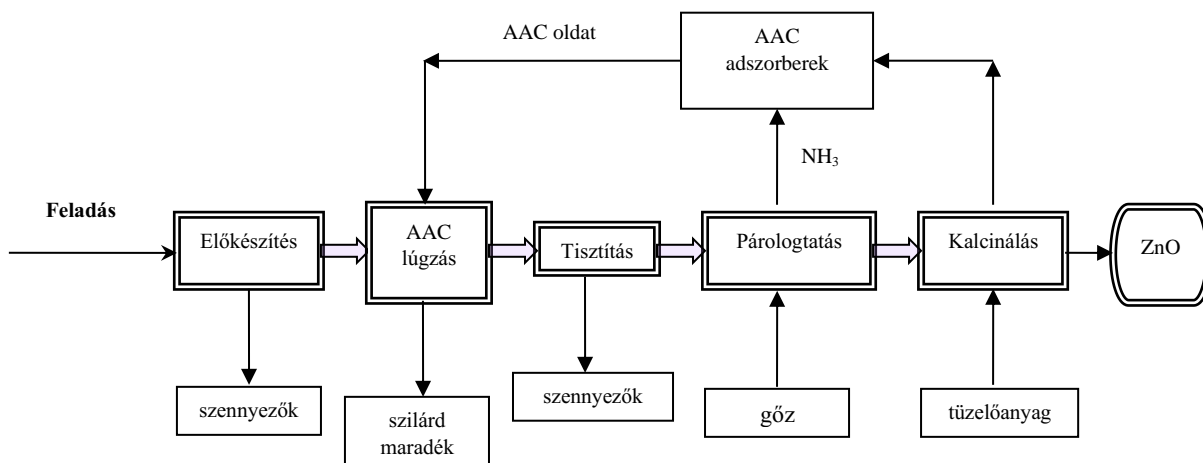 AAC oldat
AAC
adszorberek
NH₃
Feladás
Előkészítés
AAC
lúgzás
Tisztítás
Párologtatás
Kalcinálás
ZnO
szennyezők
szilárd
maradék
szennyezők
gőz
tüzelőanyag